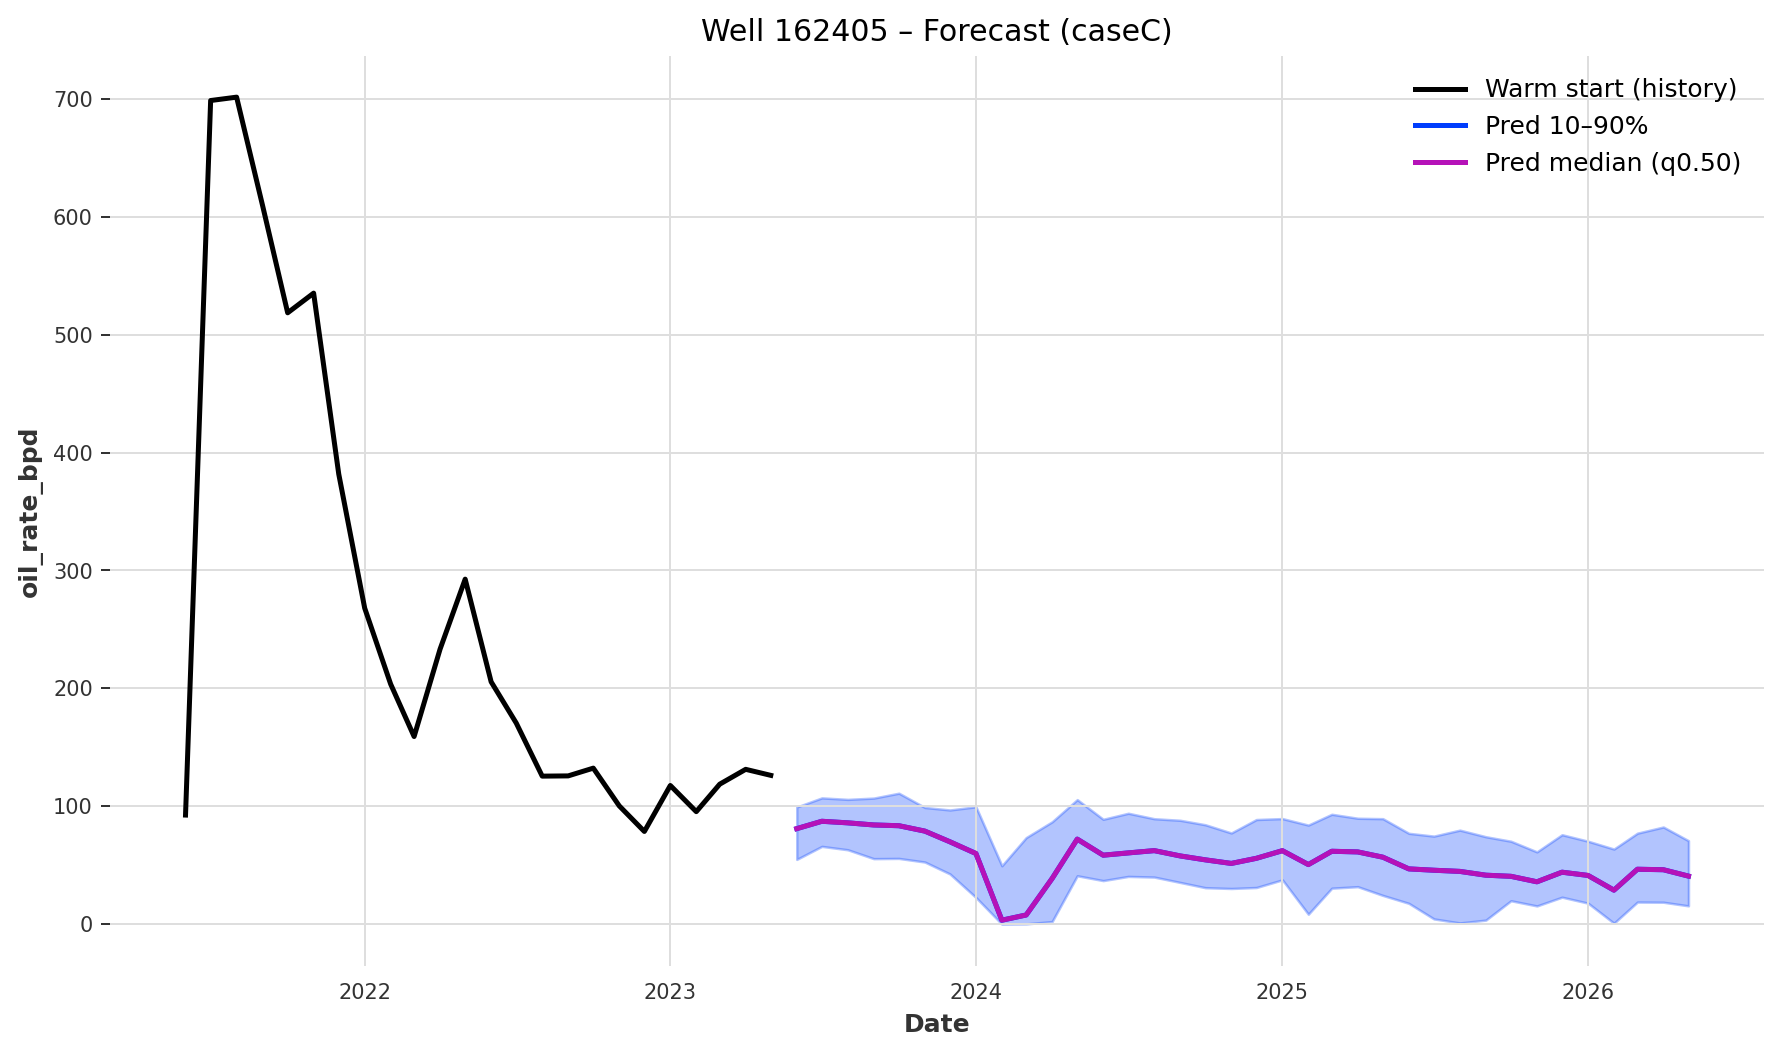 Well 162405 – Forecast (caseC)
Warm start (history)
Pred 10–90%
Pred median (q0.50)
oil_rate_bpd
700
600
500
400
300
200
100
0
2022
2023
2024
2025
2026
Date